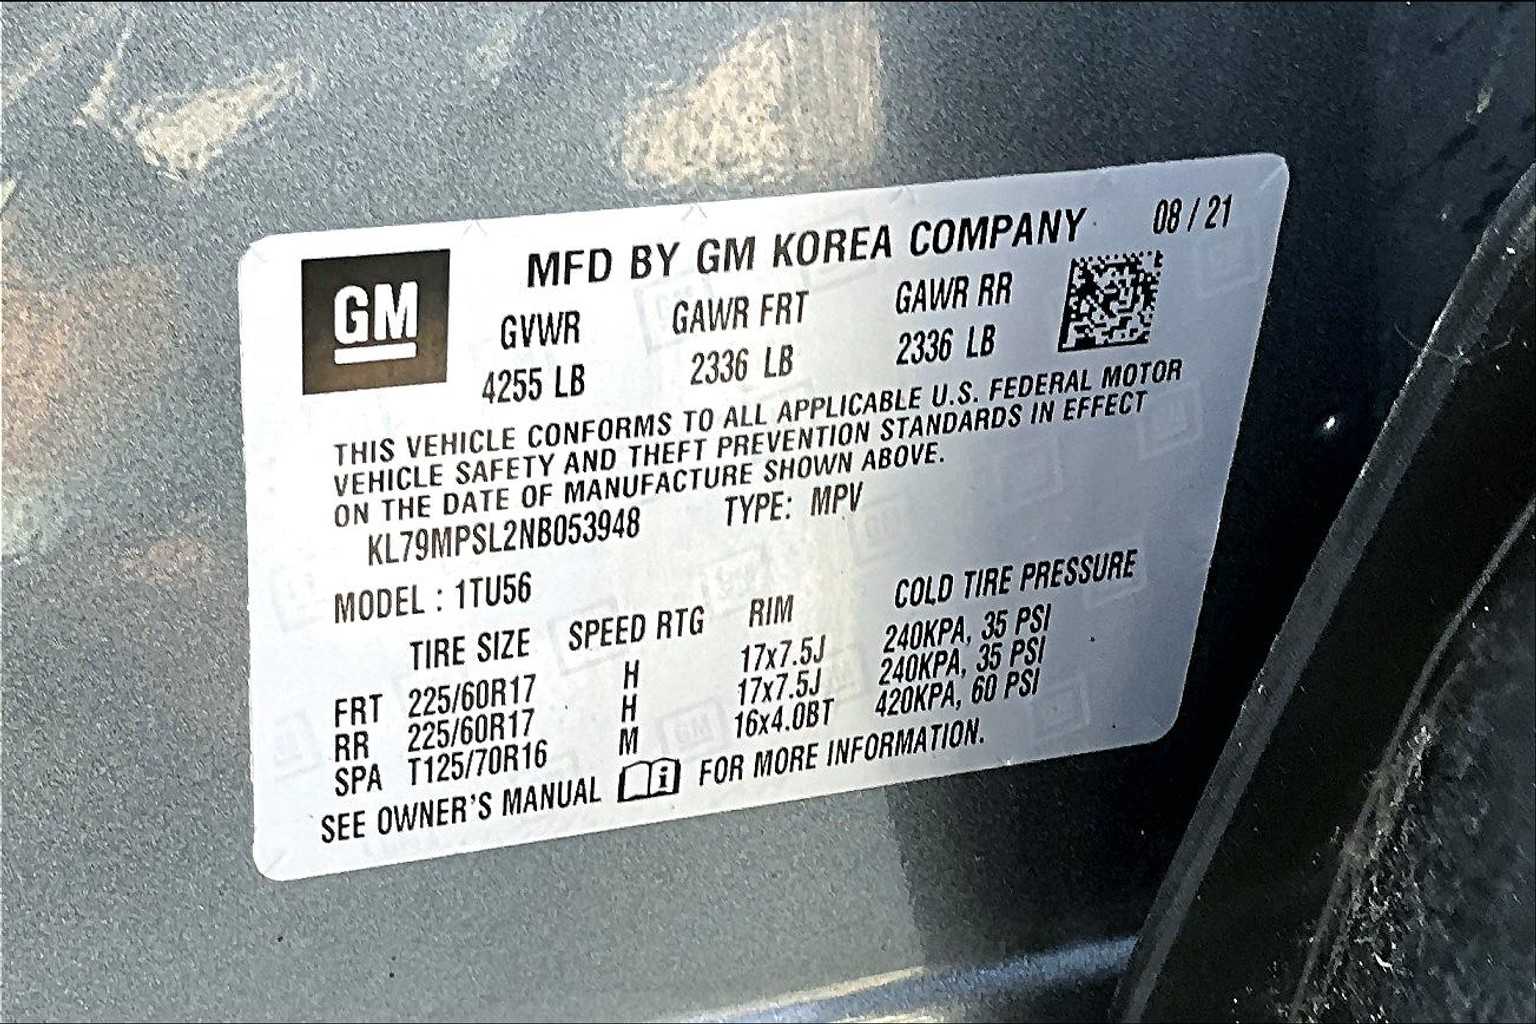 GM
MFD BY GM KOREA COMPANY 08 / 21
GVWR GAWR FRT GAWR RR
4255 LB 2336 LB 2336 LB
THIS VEHICLE CONFORMS TO ALL APPLICABLE U.S. FEDERAL MOTOR
VEHICLE SAFETY AND THEFT PREVENTION STANDARDS IN EFFECT
ON THE DATE OF MANUFACTURE SHOWN ABOVE.
KL79MPSL2NB053948 TYPE: MPV
MODEL : 1TU56
TIRE SIZE SPEED RTG RIM COLD TIRE PRESSURE
FRT 225/60R17 H 17x7.5J 240KPA, 35 PSI
RR 225/60R17 H 17x7.5J 240KPA, 35 PSI
SPA T125/70R16 M 16x4.0BT 420KPA, 60 PSI
SEE OWNER'S MANUAL i FOR MORE INFORMATION.